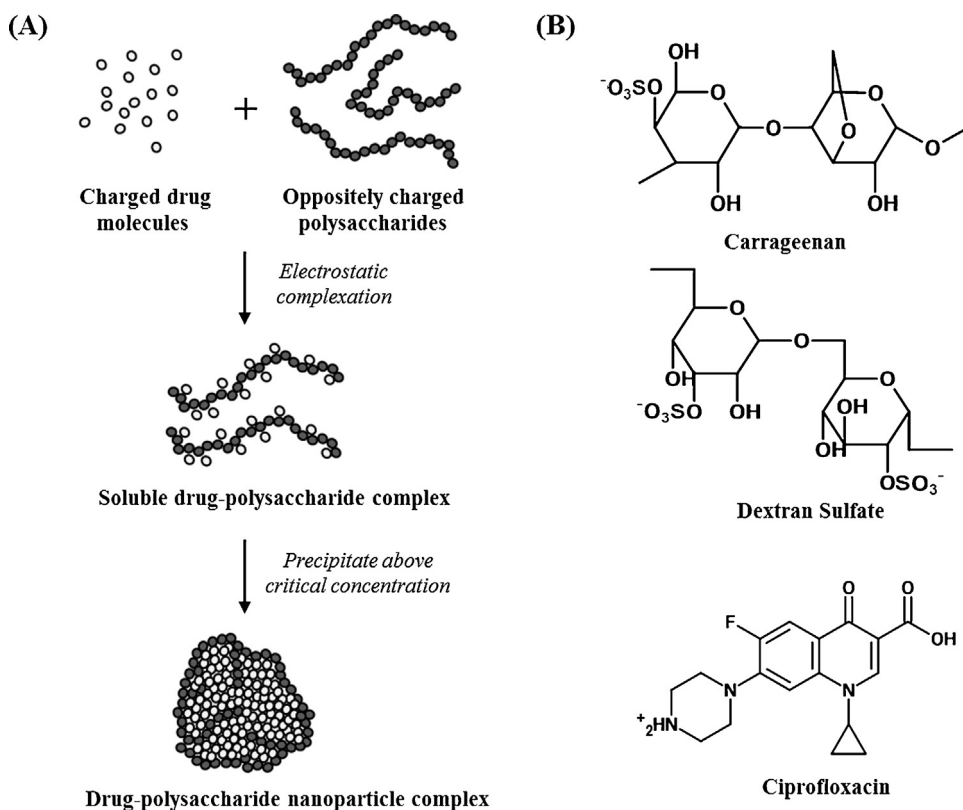 (A)
+
Charged drug
molecules
Oppositely charged
polysaccharides
Electrostatic
complexation
Soluble drug-polysaccharide complex
Precipitate above
critical concentration
Drug-polysaccharide nanoparticle complex
(B)
OH
⁻O₃SO
O
O
O
O
O
OH
OH
Carrageenan
O
O
OH
⁻O₃SO
OH
O
OH
OH
OSO₃⁻
Dextran Sulfate
O
O
F
OH
N
N
⁺₂HN
Ciprofloxacin